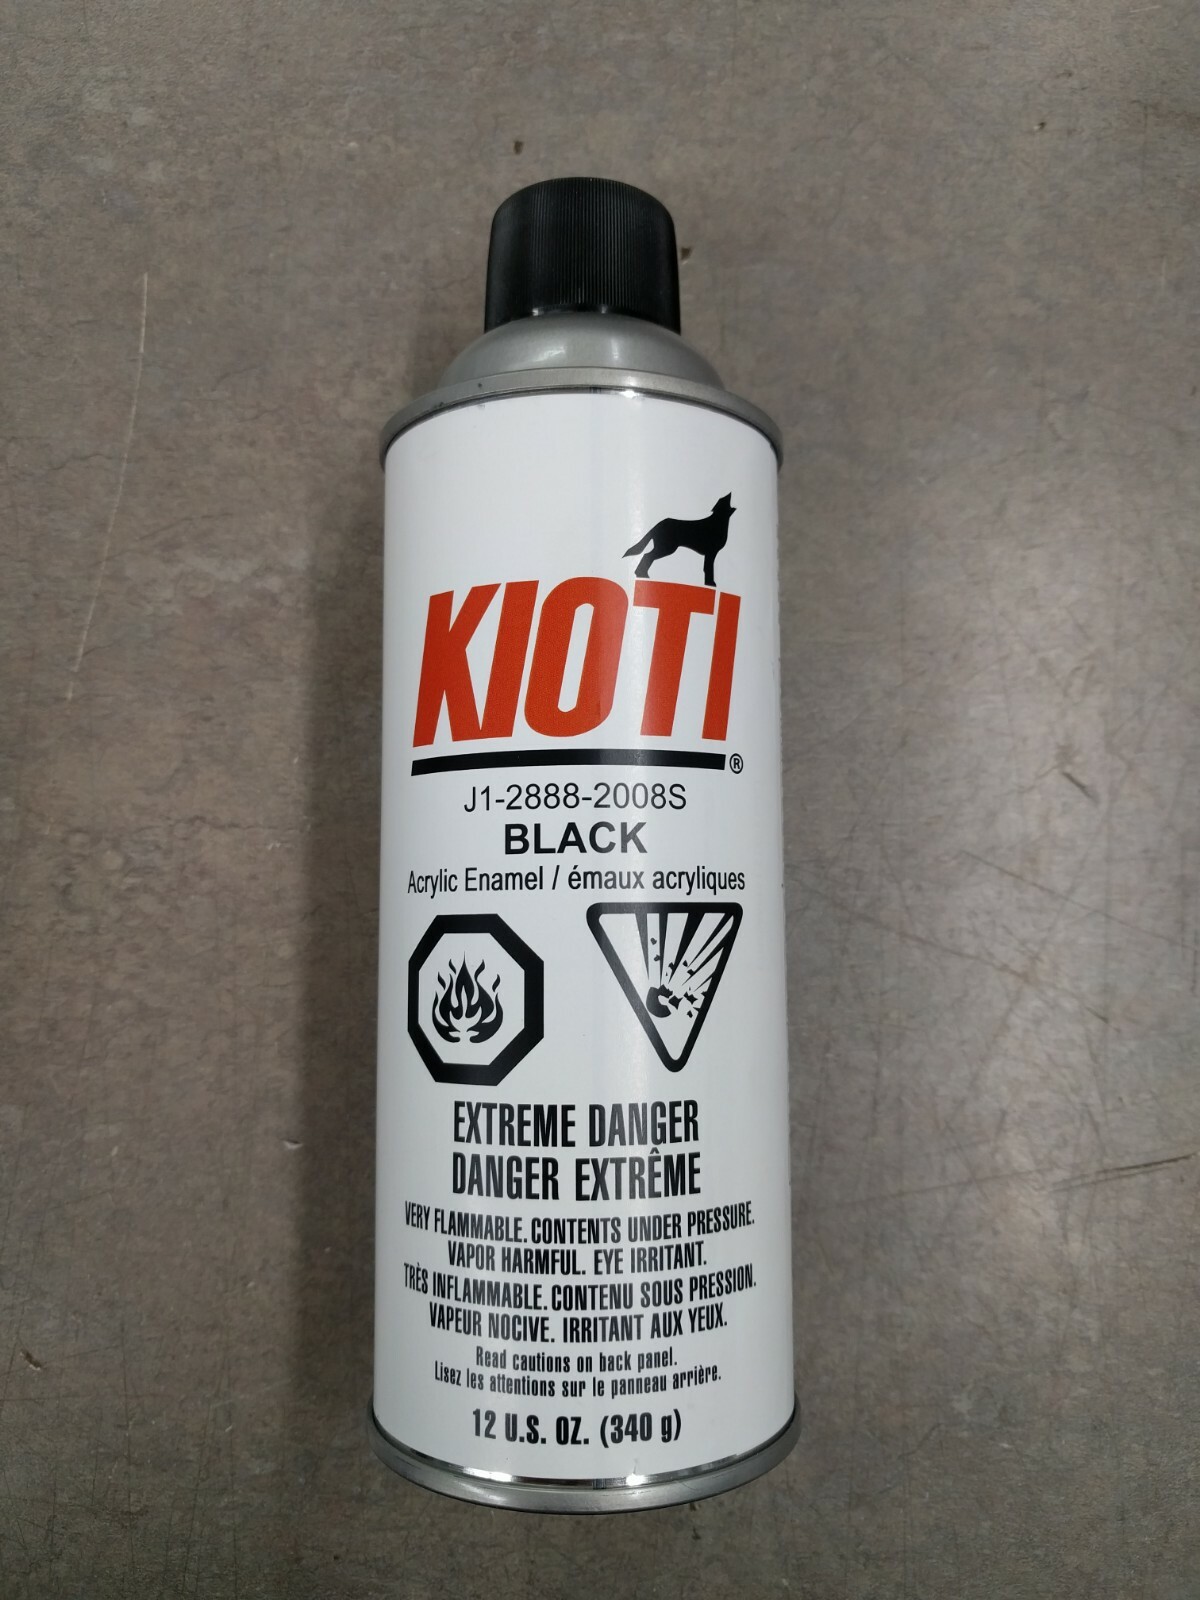 KIOTI®
J1-2888-2008S
BLACK
Acrylic Enamel / émaux acryliques
EXTREME DANGER
DANGER EXTRÊME
VERY FLAMMABLE. CONTENTS UNDER PRESSURE.
VAPOR HARMFUL. EYE IRRITANT.
TRÈS INFLAMMABLE. CONTENU SOUS PRESSION.
VAPEUR NOCIVE. IRRITANT AUX YEUX.
Read cautions on back panel.
Lisez les attentions sur le panneau arrière.
12 U.S. OZ. (340 g)